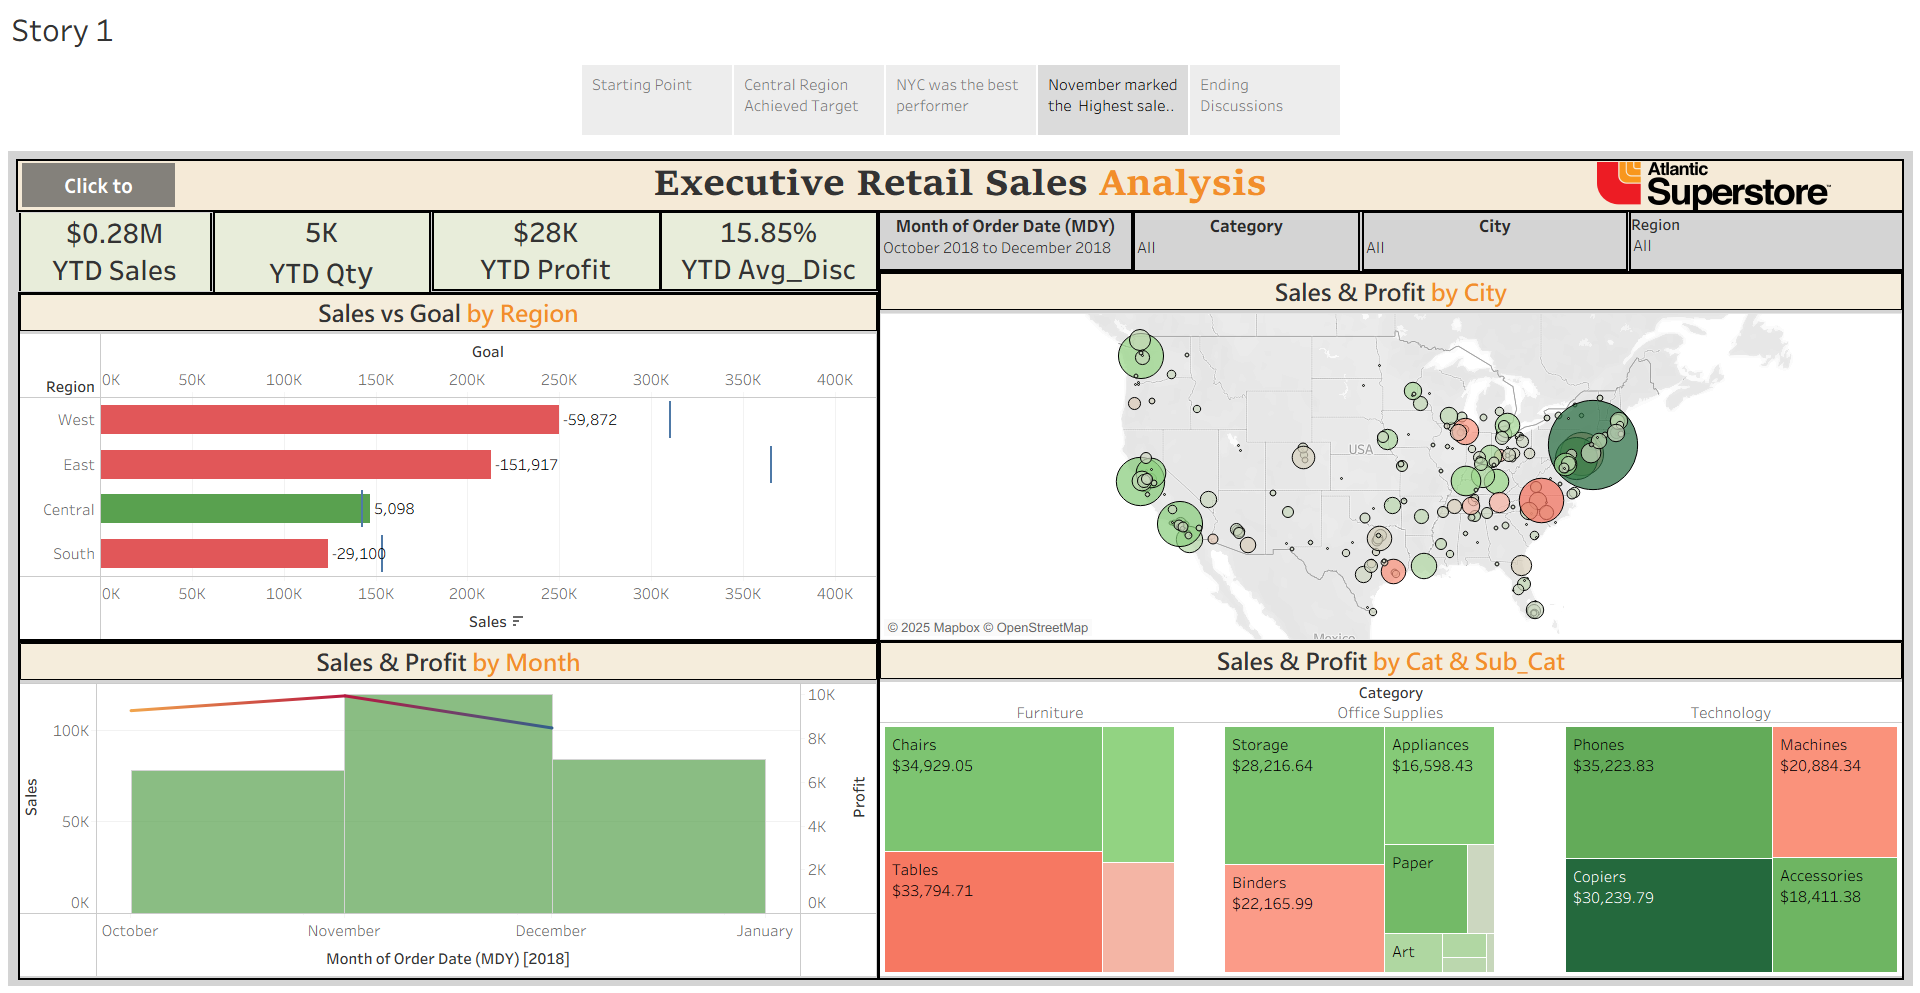 Story 1
Starting Point
Central Region
Achieved Target
NYC was the best
performer
November marked
the Highest sale..
Ending
Discussions
Click to
Executive Retail Sales Analysis
Atlantic
Superstore™
$0.28M
YTD Sales
5K
YTD Qty
$28K
YTD Profit
15.85%
YTD Avg_Disc
Month of Order Date (MDY)
October 2018 to December 2018
Category
All
City
All
Region
All
Sales vs Goal by Region
Goal
Region
0K 50K 100K 150K 200K 250K 300K 350K 400K
West -59,872
East -151,917
Central 5,098
South -29,100
0K 50K 100K 150K 200K 250K 300K 350K 400K
Sales
Sales & Profit by City
USA
Mexico
© 2025 Mapbox © OpenStreetMap
Sales & Profit by Month
Sales
100K
50K
0K
10K
8K
6K
4K
2K
0K
Profit
October November December January
Month of Order Date (MDY) [2018]
Sales & Profit by Cat & Sub_Cat
Category
Furniture Office Supplies Technology
Chairs
$34,929.05
Tables
$33,794.71
Storage
$28,216.64
Binders
$22,165.99
Appliances
$16,598.43
Paper
Art
Phones
$35,223.83
Copiers
$30,239.79
Machines
$20,884.34
Accessories
$18,411.38